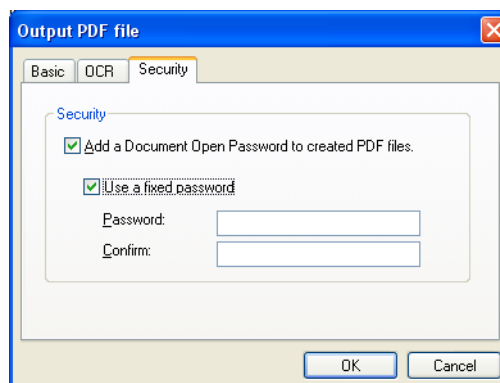 Output PDF file
Basic OCR Security
Security
Add a Document Open Password to created PDF files.
Use a fixed password
Password:
Confirm:
OK Cancel